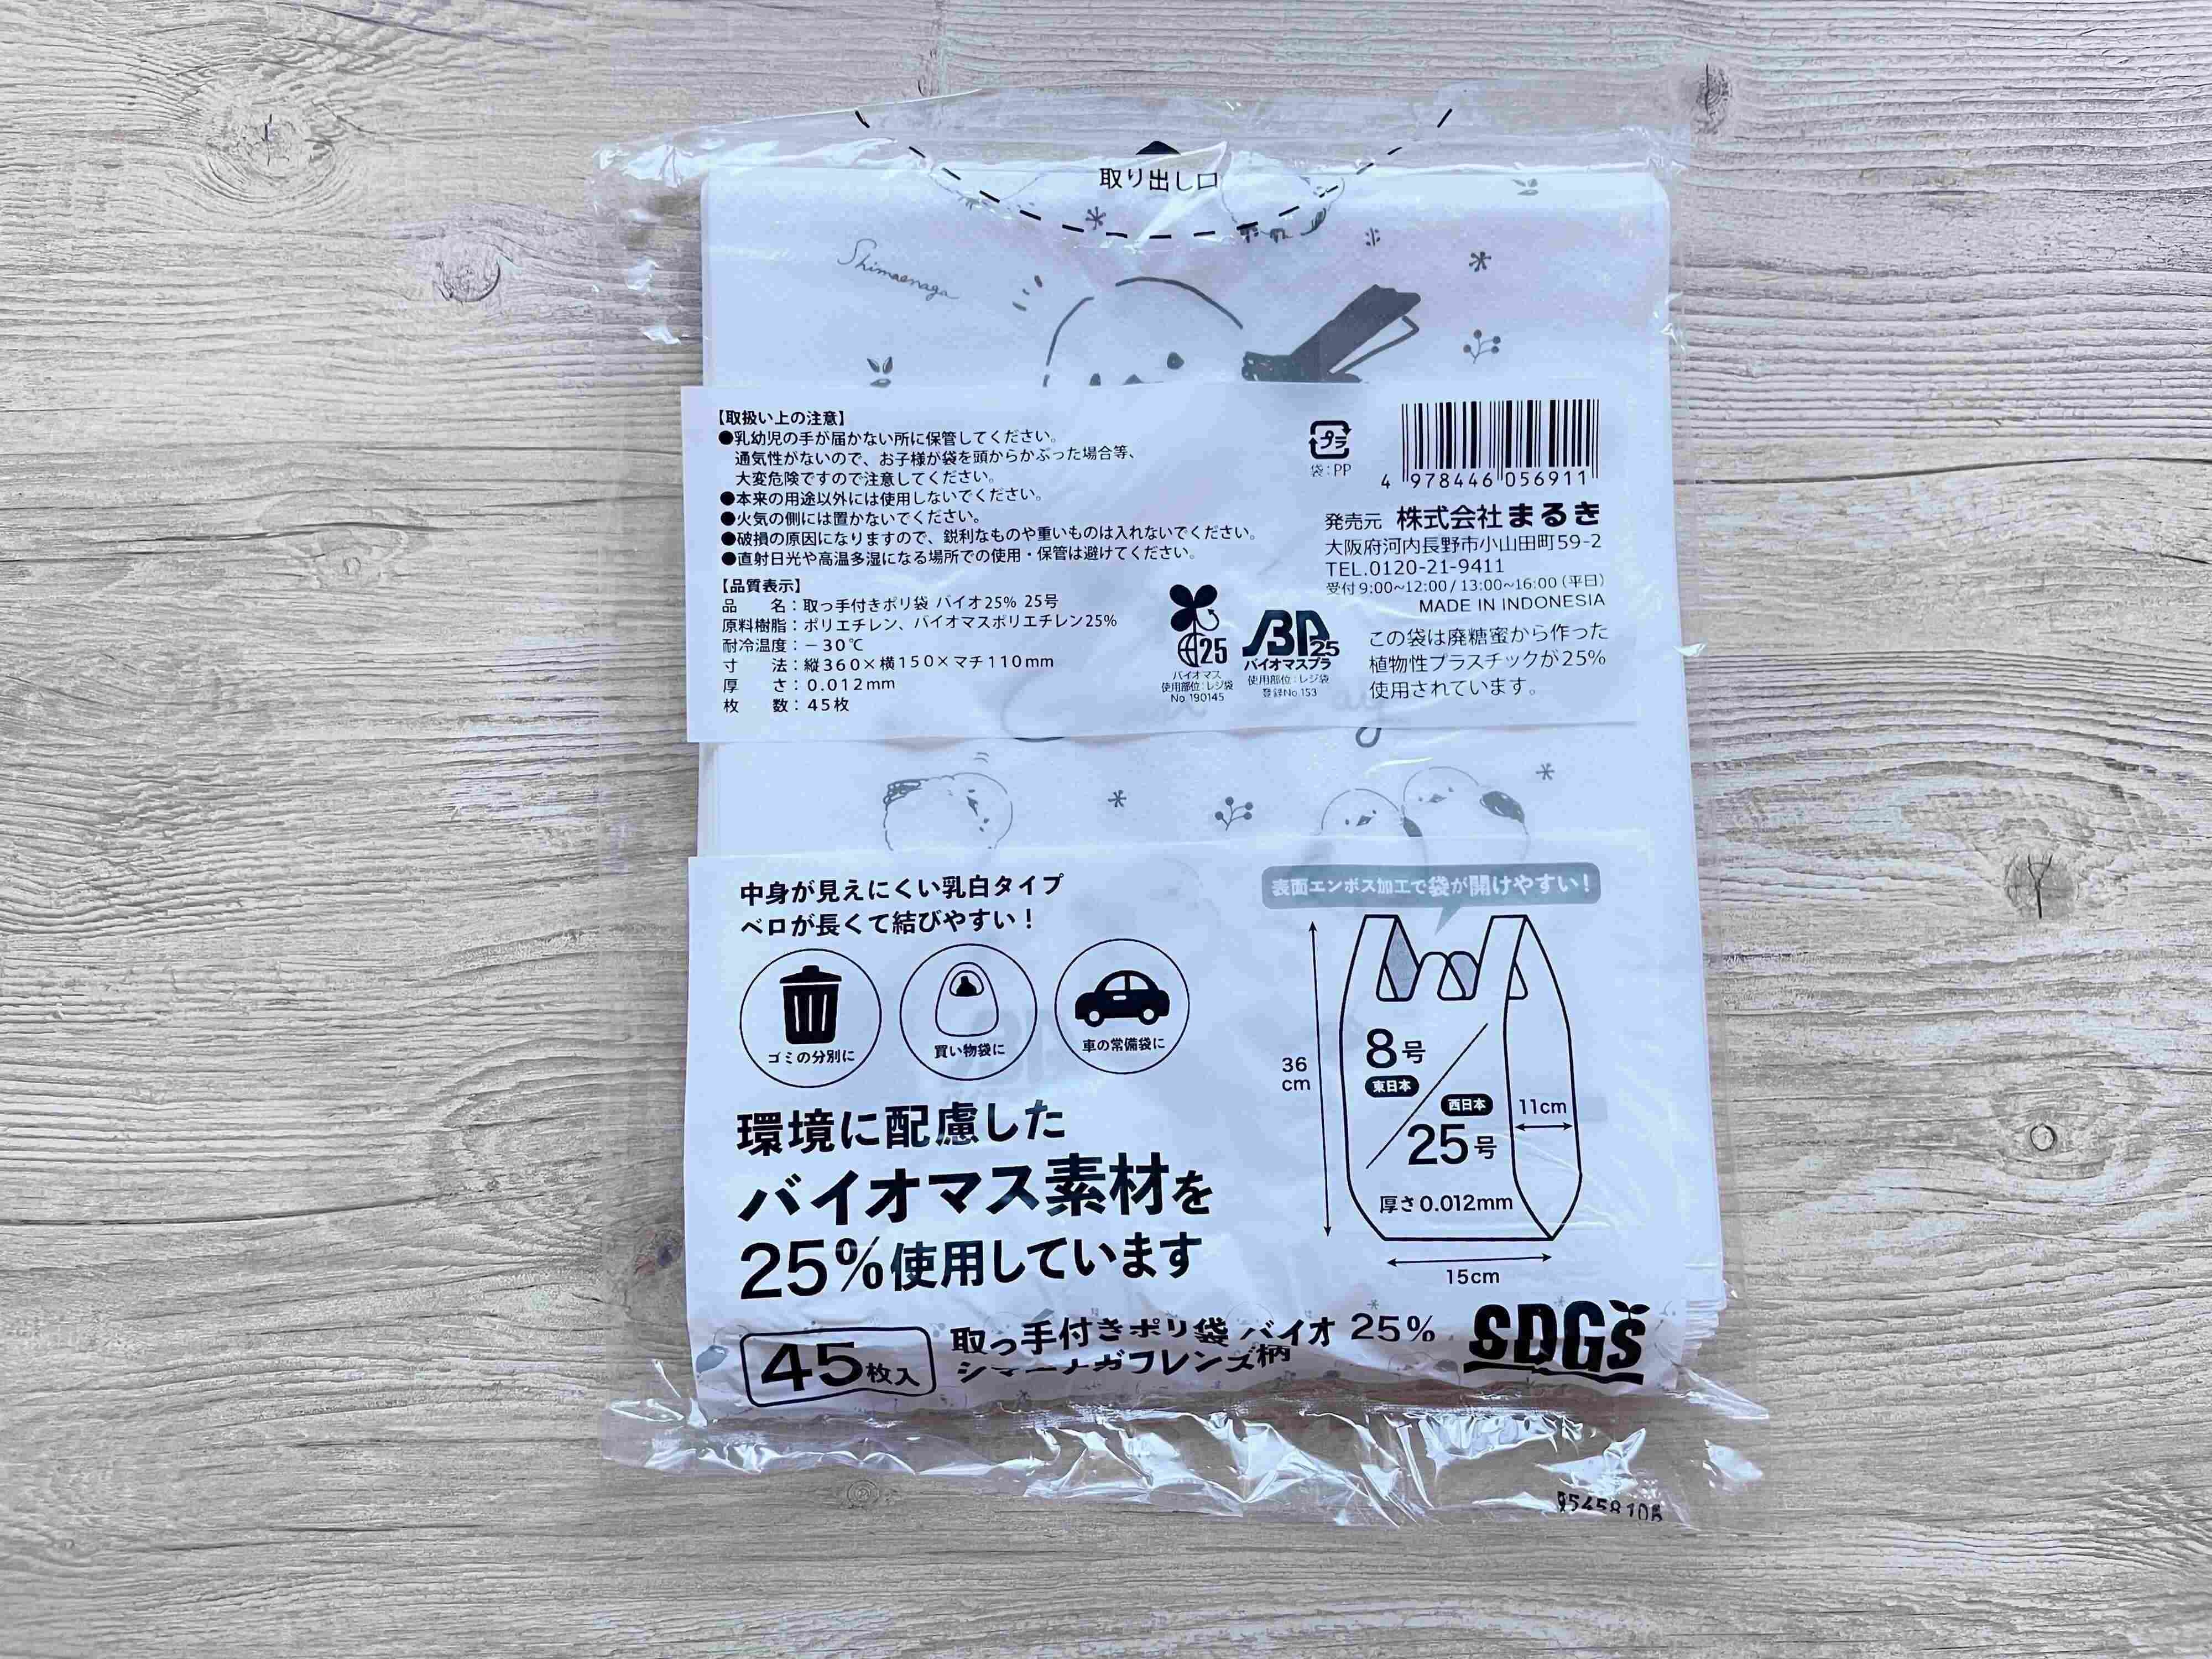 取り出し口
Shimaenaga
【取扱い上の注意】
●乳幼児の手が届かない所に保管してください。
通気性がないので、お子様が袋を頭からかぶった場合等、
大変危険ですので注意してください。
●本来の用途以外には使用しないでください。
●火気の側には置かないでください。
●破損の原因になりますので、鋭利なものや重いものは入れないでください。
●直射日光や高温多湿になる場所での使用・保管は避けてください。
【品質表示】
品 名：取っ手付きポリ袋 バイオ25% 25号
原料樹脂：ポリエチレン、バイオマスポリエチレン25%
耐冷温度：－30℃
寸 法：縦360×横150×マチ110mm
厚 さ：0.012mm
枚 数：45枚
プラ
袋：PP
4 978446 056911
発売元 株式会社まるき
大阪府河内長野市小山田町59-2
TEL.0120-21-9411
受付9:00~12:00/13:00~16:00（平日）
MADE IN INDONESIA
25
バイオマス
使用部位：レジ袋
No.190145
BP25
バイオマスプラ
使用部位：レジ袋
登録No.153
この袋は廃糖蜜から作った
植物性プラスチックが25%
使用されています。
中身が見えにくい乳白タイプ
ベロが長くて結びやすい！
ゴミの分別に
買い物袋に
車の常備袋に
表面エンボス加工で袋が開けやすい！
36
cm
8号
東日本
西日本
25号
11cm
厚さ0.012mm
15cm
環境に配慮した
バイオマス素材を
25%使用しています
45枚入
取っ手付きポリ袋 バイオ 25%
シマエナガフレンズ柄
SDGs